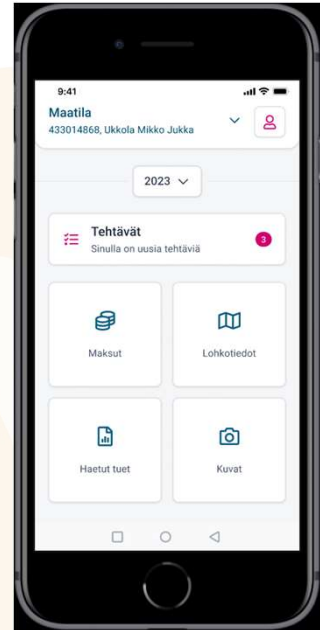 9:41
Maatila
433014868, Ukkola Mikko Jukka
2023
Tehtävät
Sinulla on uusia tehtäviä
3
Maksut
Lohkotiedot
Haetut tuet
Kuvat